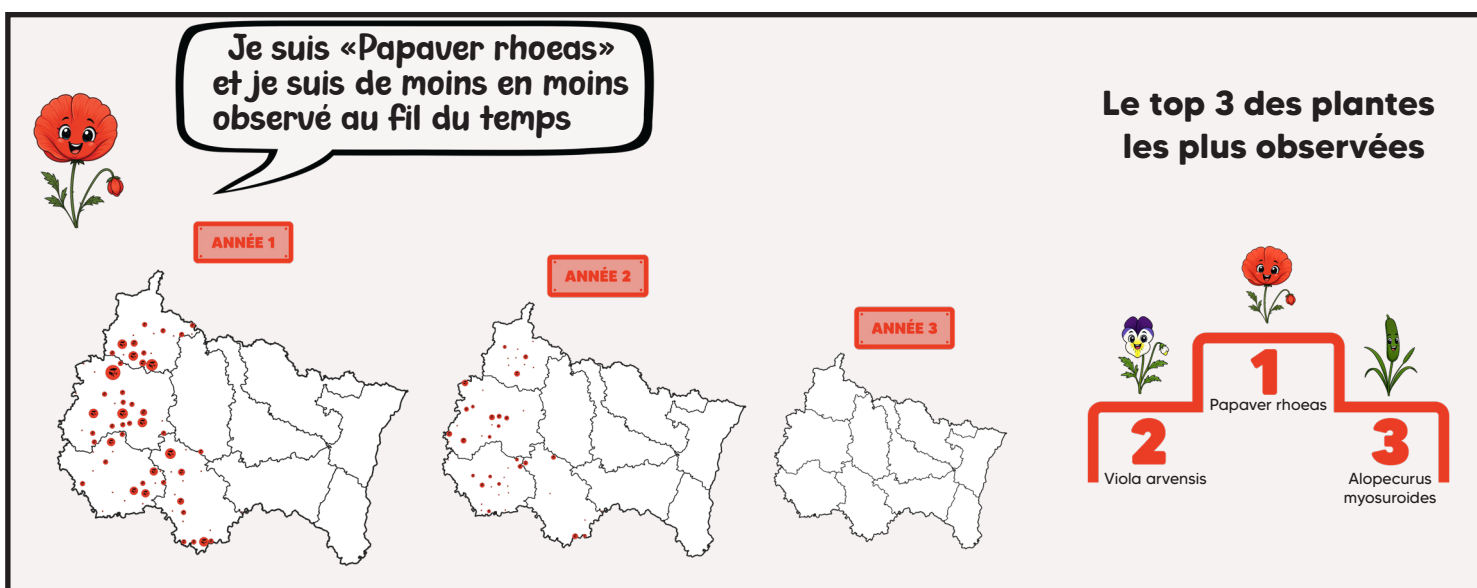 Je suis «Papaver rhoeas»
et je suis de moins en moins
observé au fil du temps
Le top 3 des plantes
les plus observées
ANNÉE 1
ANNÉE 2
ANNÉE 3
1
Papaver rhoeas
2
Viola arvensis
3
Alopecurus
myosuroides